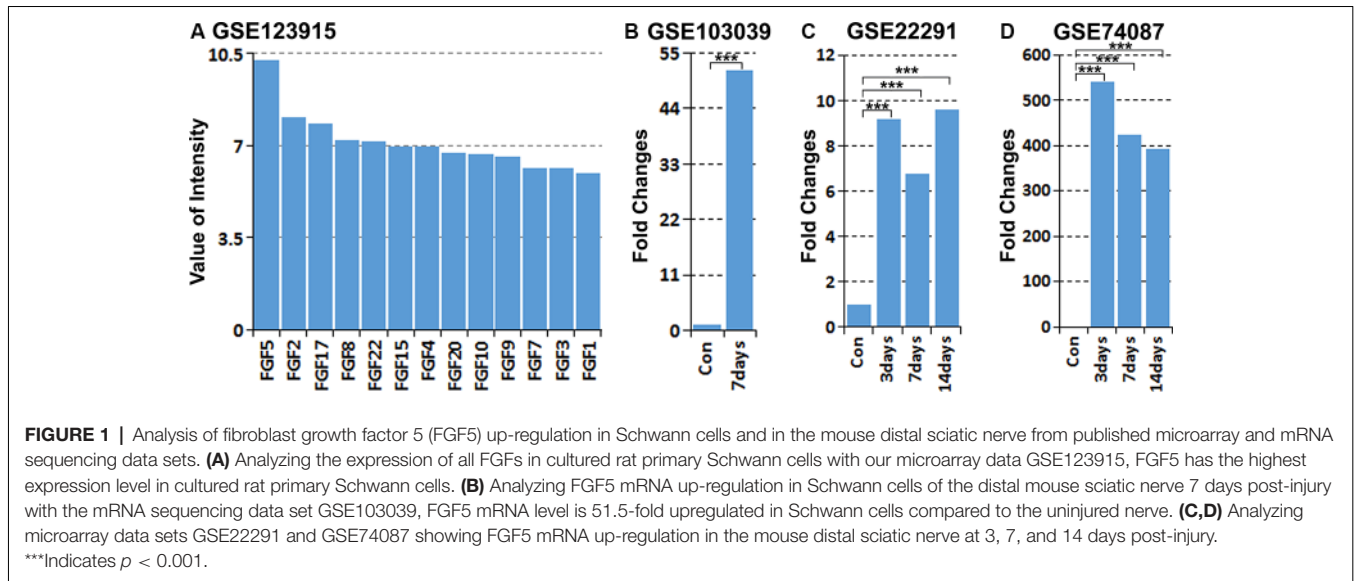 A GSE123915
Value of Intensity
10.5
7
3.5
0
FGF5
FGF2
FGF17
FGF8
FGF22
FGF15
FGF4
FGF20
FGF10
FGF9
FGF7
FGF3
FGF1
B GSE103039
Fold Changes
55
44
33
22
11
0
***
Con
7days
C GSE22291
Fold Changes
12
10
8
6
4
2
0
***
***
***
Con
3days
7days
14days
D GSE74087
Fold Changes
600
500
400
300
200
100
0
***
***
***
Con
3days
7days
14days
FIGURE 1 | Analysis of fibroblast growth factor 5 (FGF5) up-regulation in Schwann cells and in the mouse distal sciatic nerve from published microarray and mRNA
sequencing data sets. (A) Analyzing the expression of all FGFs in cultured rat primary Schwann cells with our microarray data GSE123915, FGF5 has the highest
expression level in cultured rat primary Schwann cells. (B) Analyzing FGF5 mRNA up-regulation in Schwann cells of the distal mouse sciatic nerve 7 days post-injury
with the mRNA sequencing data set GSE103039, FGF5 mRNA level is 51.5-fold upregulated in Schwann cells compared to the uninjured nerve. (C,D) Analyzing
microarray data sets GSE22291 and GSE74087 showing FGF5 mRNA up-regulation in the mouse distal sciatic nerve at 3, 7, and 14 days post-injury.
***Indicates p < 0.001.